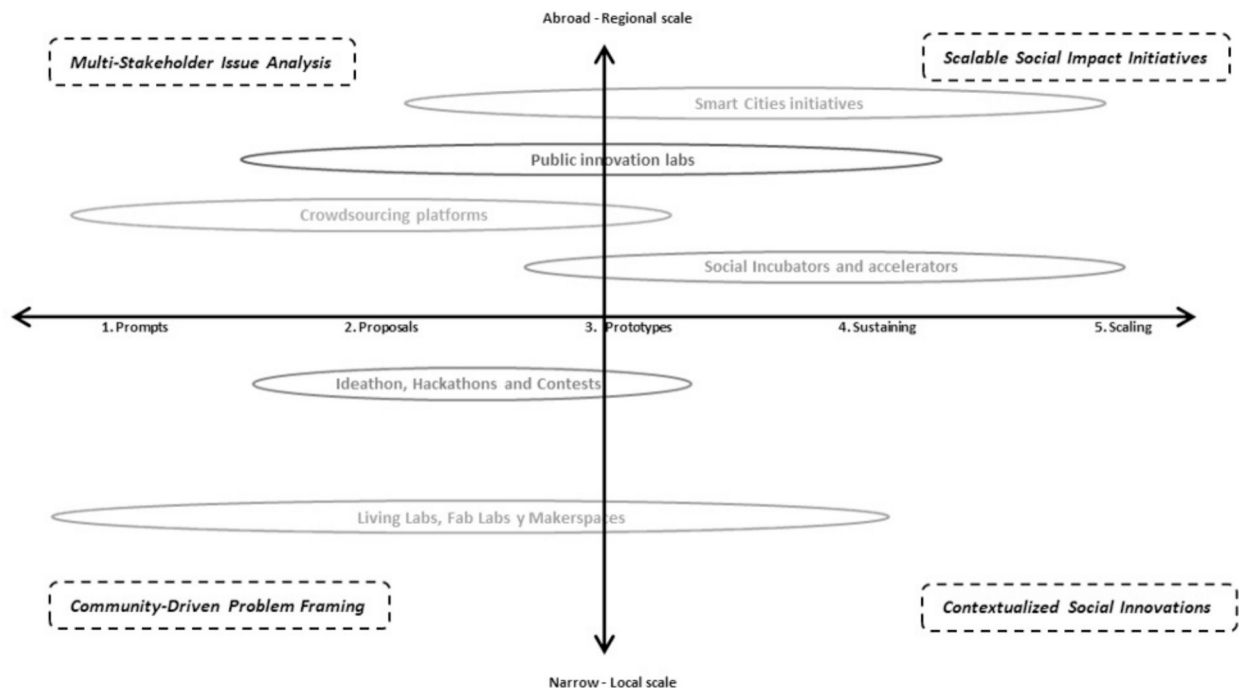 Abroad - Regional scale
Multi-Stakeholder Issue Analysis
Scalable Social Impact Initiatives
Smart Cities initiatives
Public innovation labs
Crowdsourcing platforms
Social Incubators and accelerators
1. Prompts
2. Proposals
3. Prototypes
4. Sustaining
5. Scaling
Ideathon, Hackathons and Contests
Living Labs, Fab Labs y Makerspaces
Community-Driven Problem Framing
Contextualized Social Innovations
Narrow - Local scale